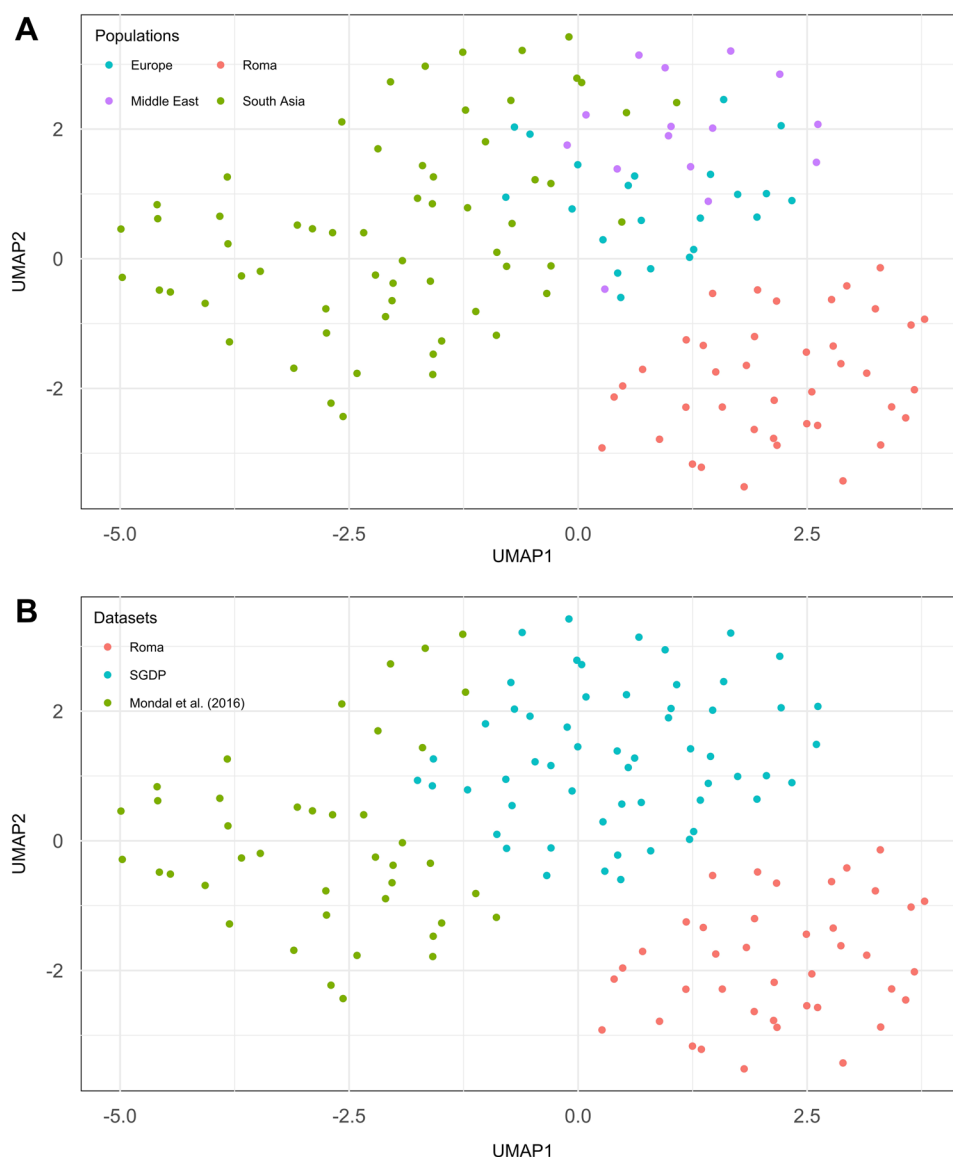 A
Populations
Europe Roma
Middle East South Asia
UMAP2
2
0
-2
-5.0 -2.5 0.0 2.5
UMAP1
B
Datasets
Roma
SGDP
Mondal et al. (2016)
UMAP2
2
0
-2
-5.0 -2.5 0.0 2.5
UMAP1